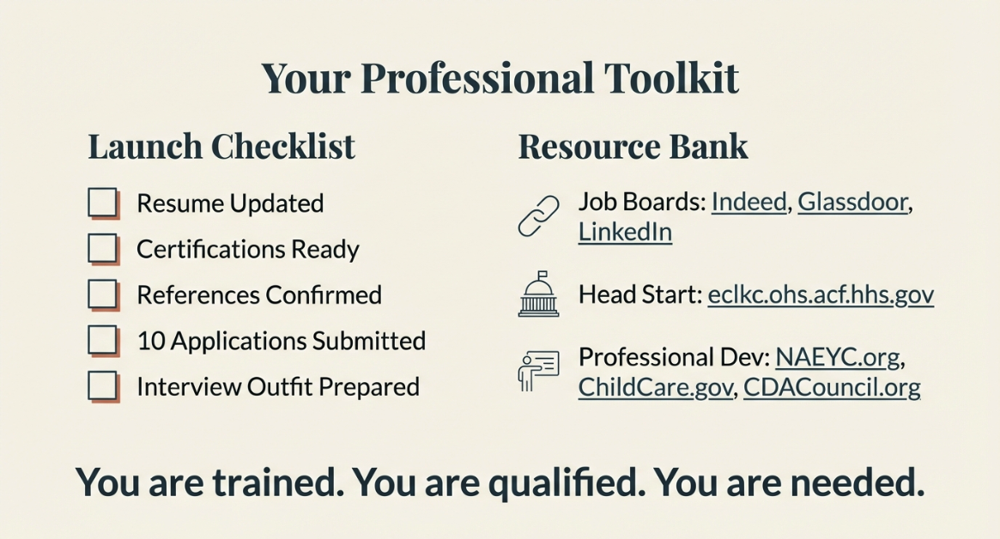 Your Professional Toolkit
Launch Checklist
Resume Updated
Certifications Ready
References Confirmed
10 Applications Submitted
Interview Outfit Prepared
Resource Bank
Job Boards: Indeed, Glassdoor,
LinkedIn
Head Start: eclkc.ohs.acf.hhs.gov
Professional Dev: NAEYC.org,
ChildCare.gov, CDACouncil.org
You are trained. You are qualified. You are needed.